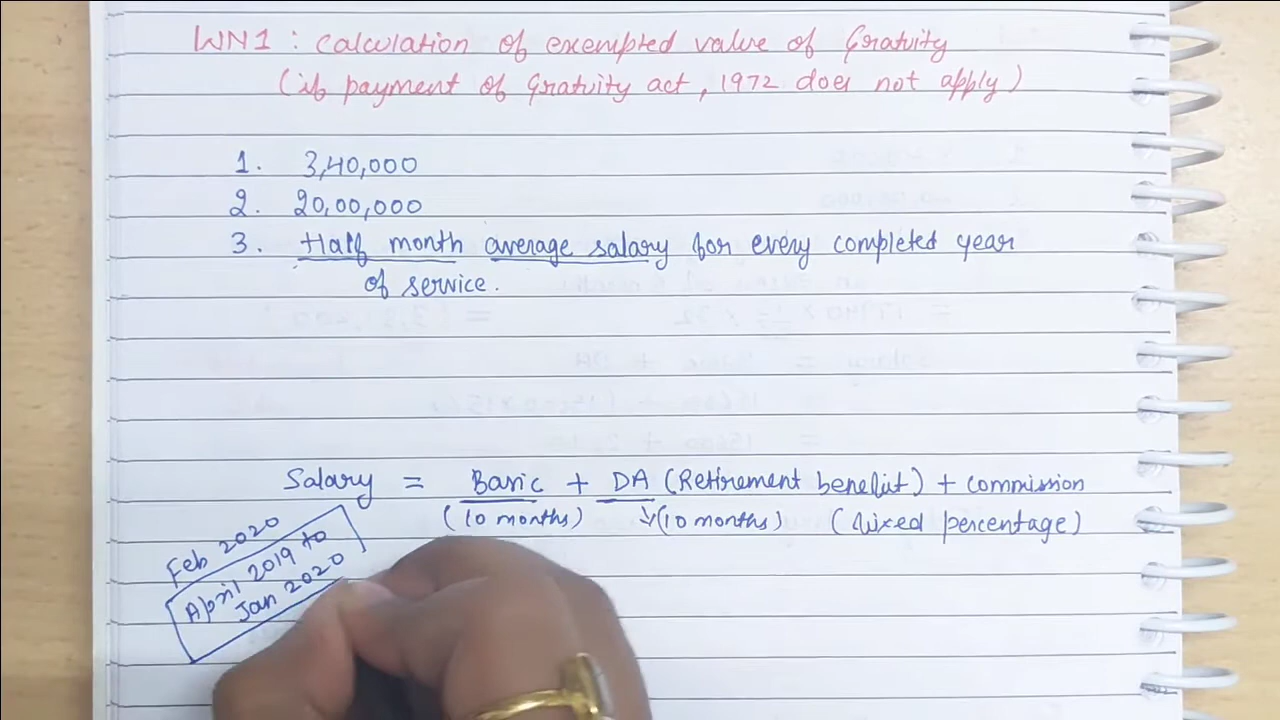 WN1 : Calculation of exempted value of Gratuity
(if payment of Gratuity act, 1972 does not apply)
1. 3,40,000
2. 20,00,000
3. Half month average salary for every completed year
of service.
Salary = Basic + DA (Retirement benefit) + commission
(10 months) ↓(10 months) (fixed percentage)
Feb 2020
April 2019 to
Jan 2020